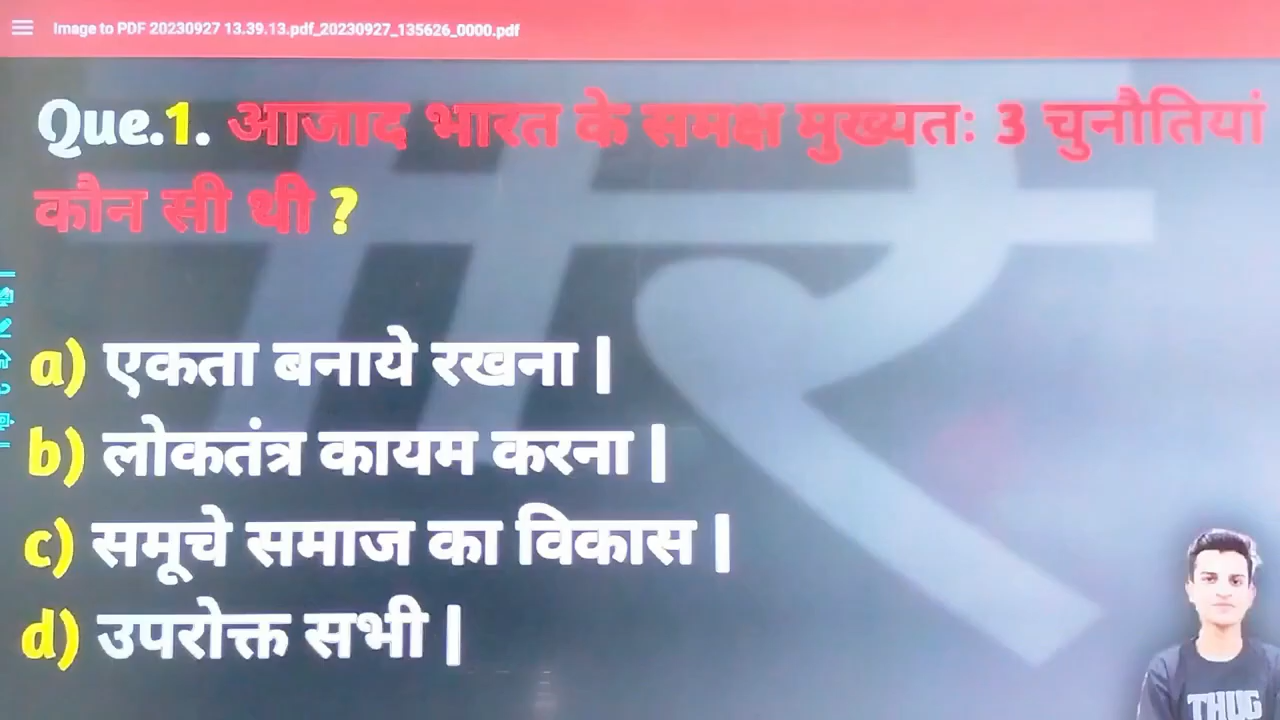 Image to PDF 20230927 13.39.13.pdf_20230927_135626_0000.pdf
Que.1. आजाद भारत के समक्ष मुख्यतः 3 चुनौतियां
कौन सी थी ?
a) एकता बनाये रखना |
b) लोकतंत्र कायम करना |
c) समूचे समाज का विकास |
d) उपरोक्त सभी |
THUG